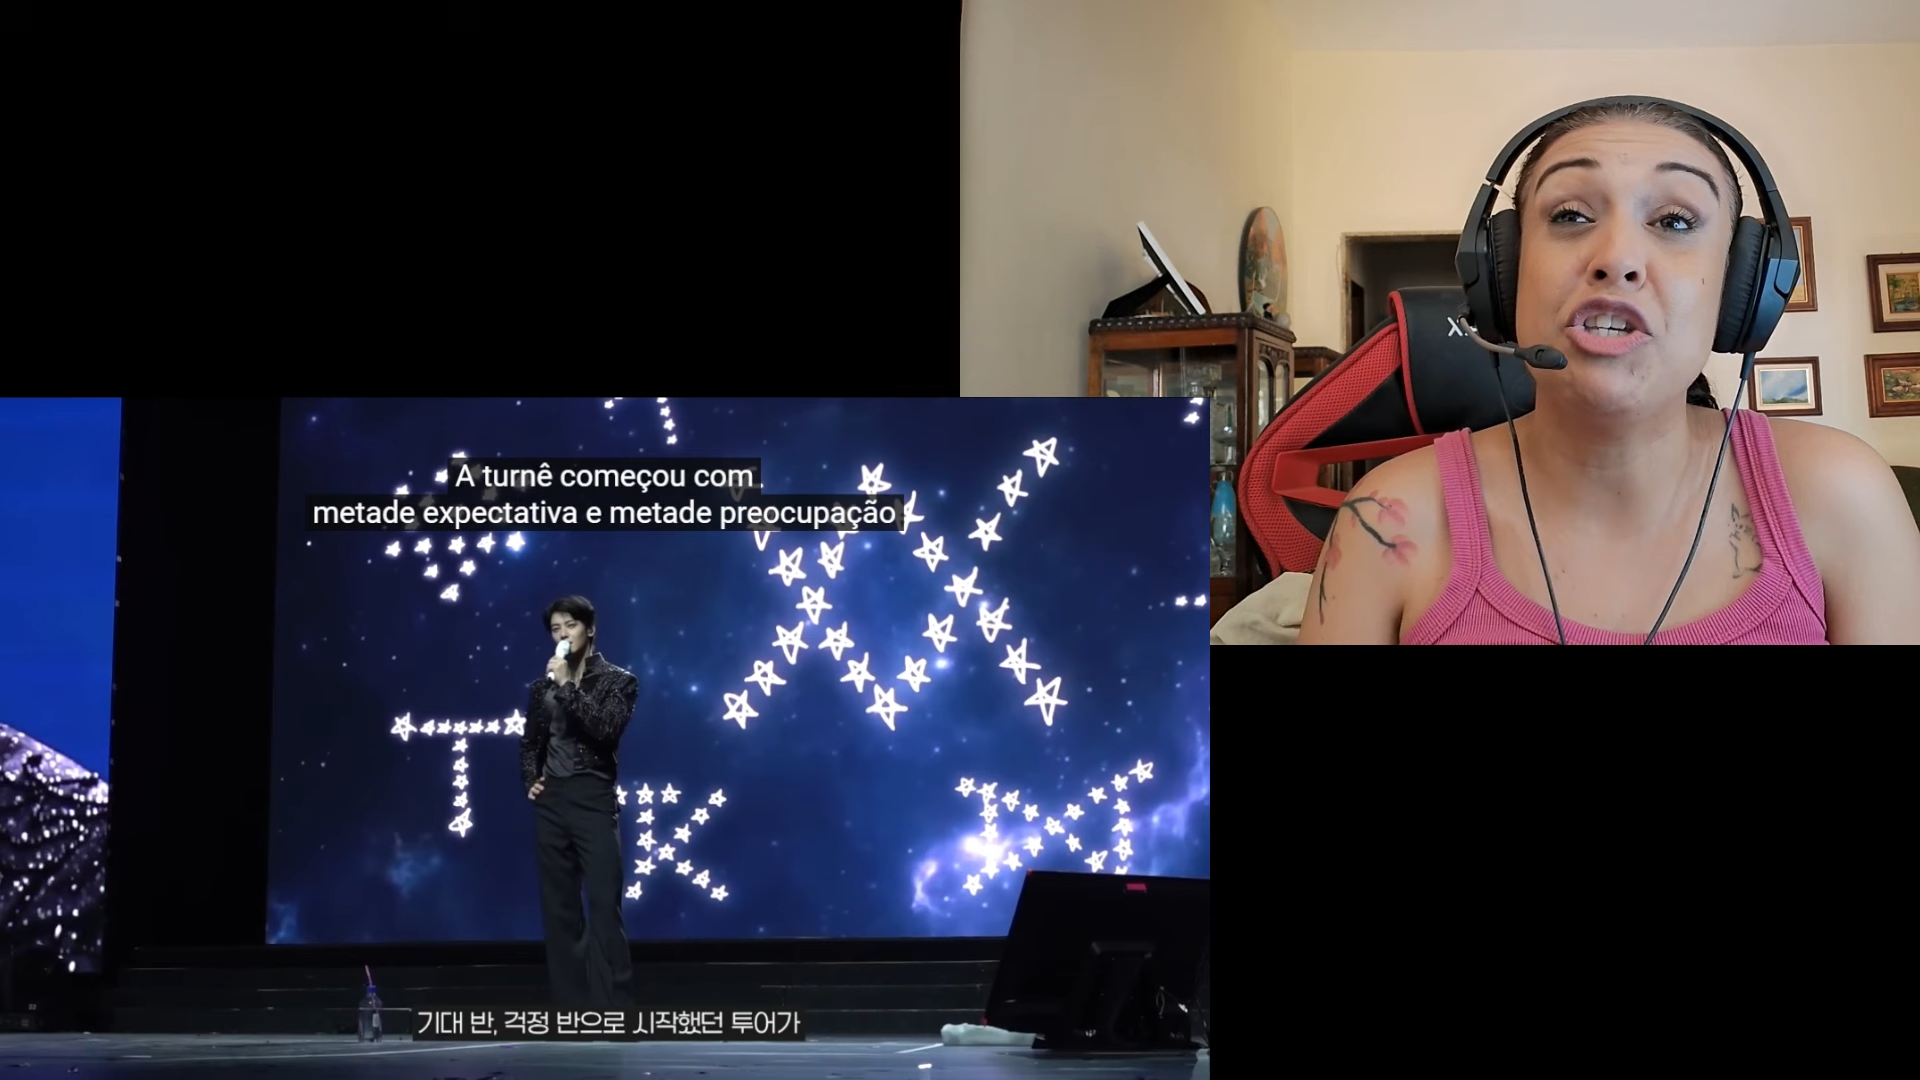 A turnê começou com
metade expectativa e metade preocupação
T
K
기대 반, 걱정 반으로 시작했던 투어가